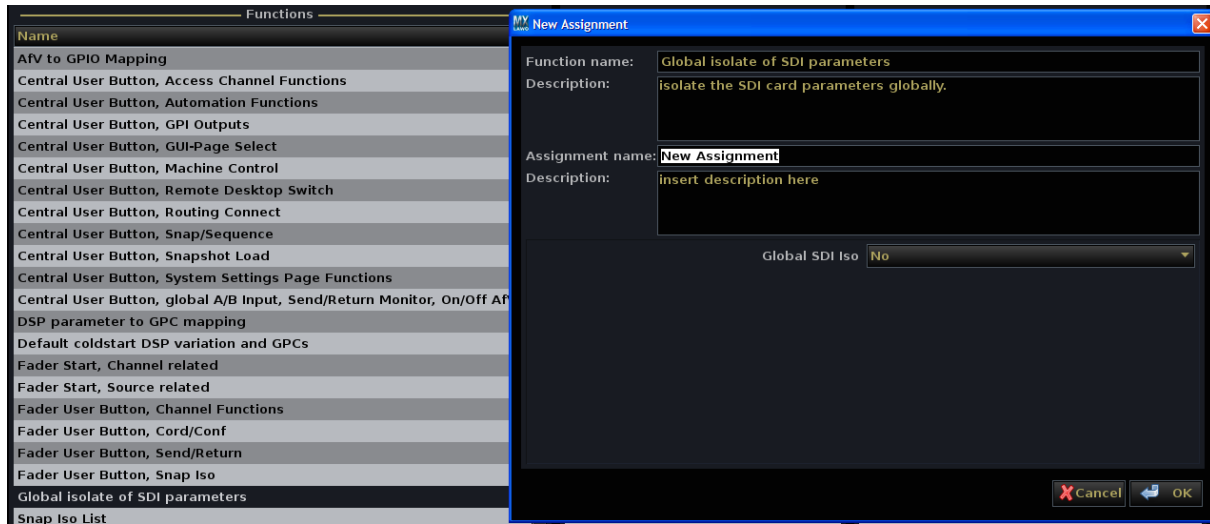 Functions
Name
AfV to GPIO Mapping
Central User Button, Access Channel Functions
Central User Button, Automation Functions
Central User Button, GPI Outputs
Central User Button, GUI-Page Select
Central User Button, Machine Control
Central User Button, Remote Desktop Switch
Central User Button, Routing Connect
Central User Button, Snap/Sequence
Central User Button, Snapshot Load
Central User Button, System Settings Page Functions
Central User Button, global A/B Input, Send/Return Monitor, On/Off Af
DSP parameter to GPC mapping
Default coldstart DSP variation and GPCs
Fader Start, Channel related
Fader Start, Source related
Fader User Button, Channel Functions
Fader User Button, Cord/Conf
Fader User Button, Send/Return
Fader User Button, Snap Iso
Global isolate of SDI parameters
Snap Iso List
MX LAWO New Assignment
Function name: Global isolate of SDI parameters
Description: isolate the SDI card parameters globally.
Assignment name: New Assignment
Description: insert description here
Global SDI Iso No
Cancel OK